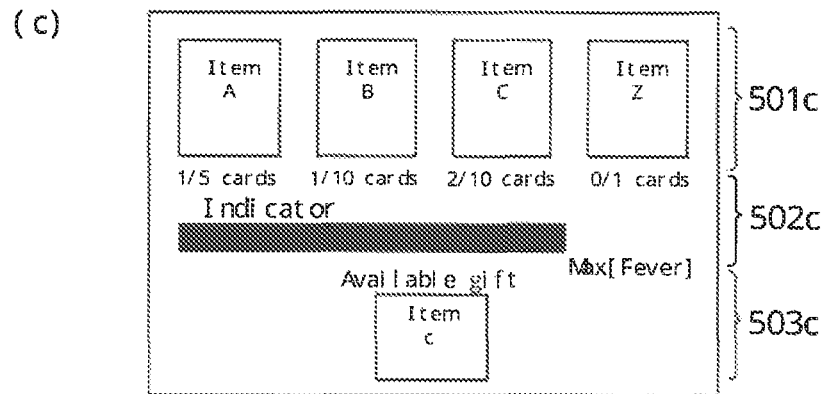 (c)
Item Item Item Item
A B C Z
501c
1/5 cards 1/10 cards 2/10 cards 0/1 cards
Indicator
502c
Max[Fever]
Available gift
Item
c
503c